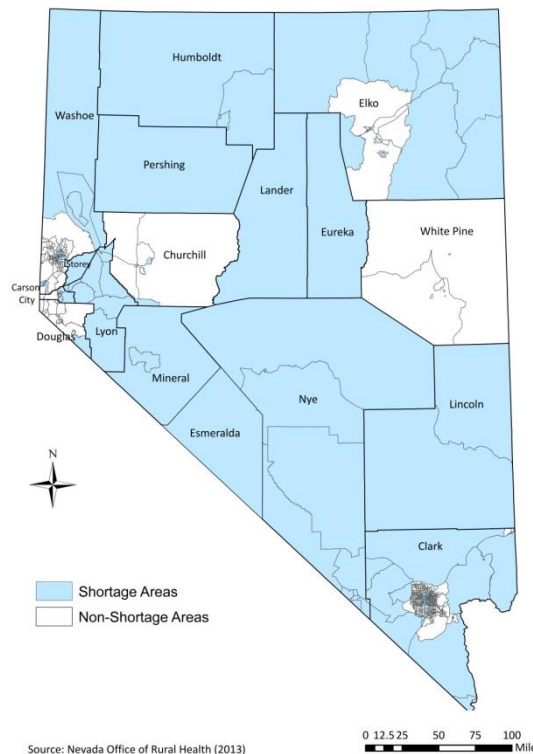 Humboldt
Elko
Washoe
Pershing
Lander
Eureka
White Pine
Churchill
Storey
Carson
City
Lyon
Douglas
Mineral
Nye
Lincoln
Esmeralda
N
Clark
Shortage Areas
Non-Shortage Areas
0 12.5 25 50 75 100
Mile
Source: Nevada Office of Rural Health (2013)